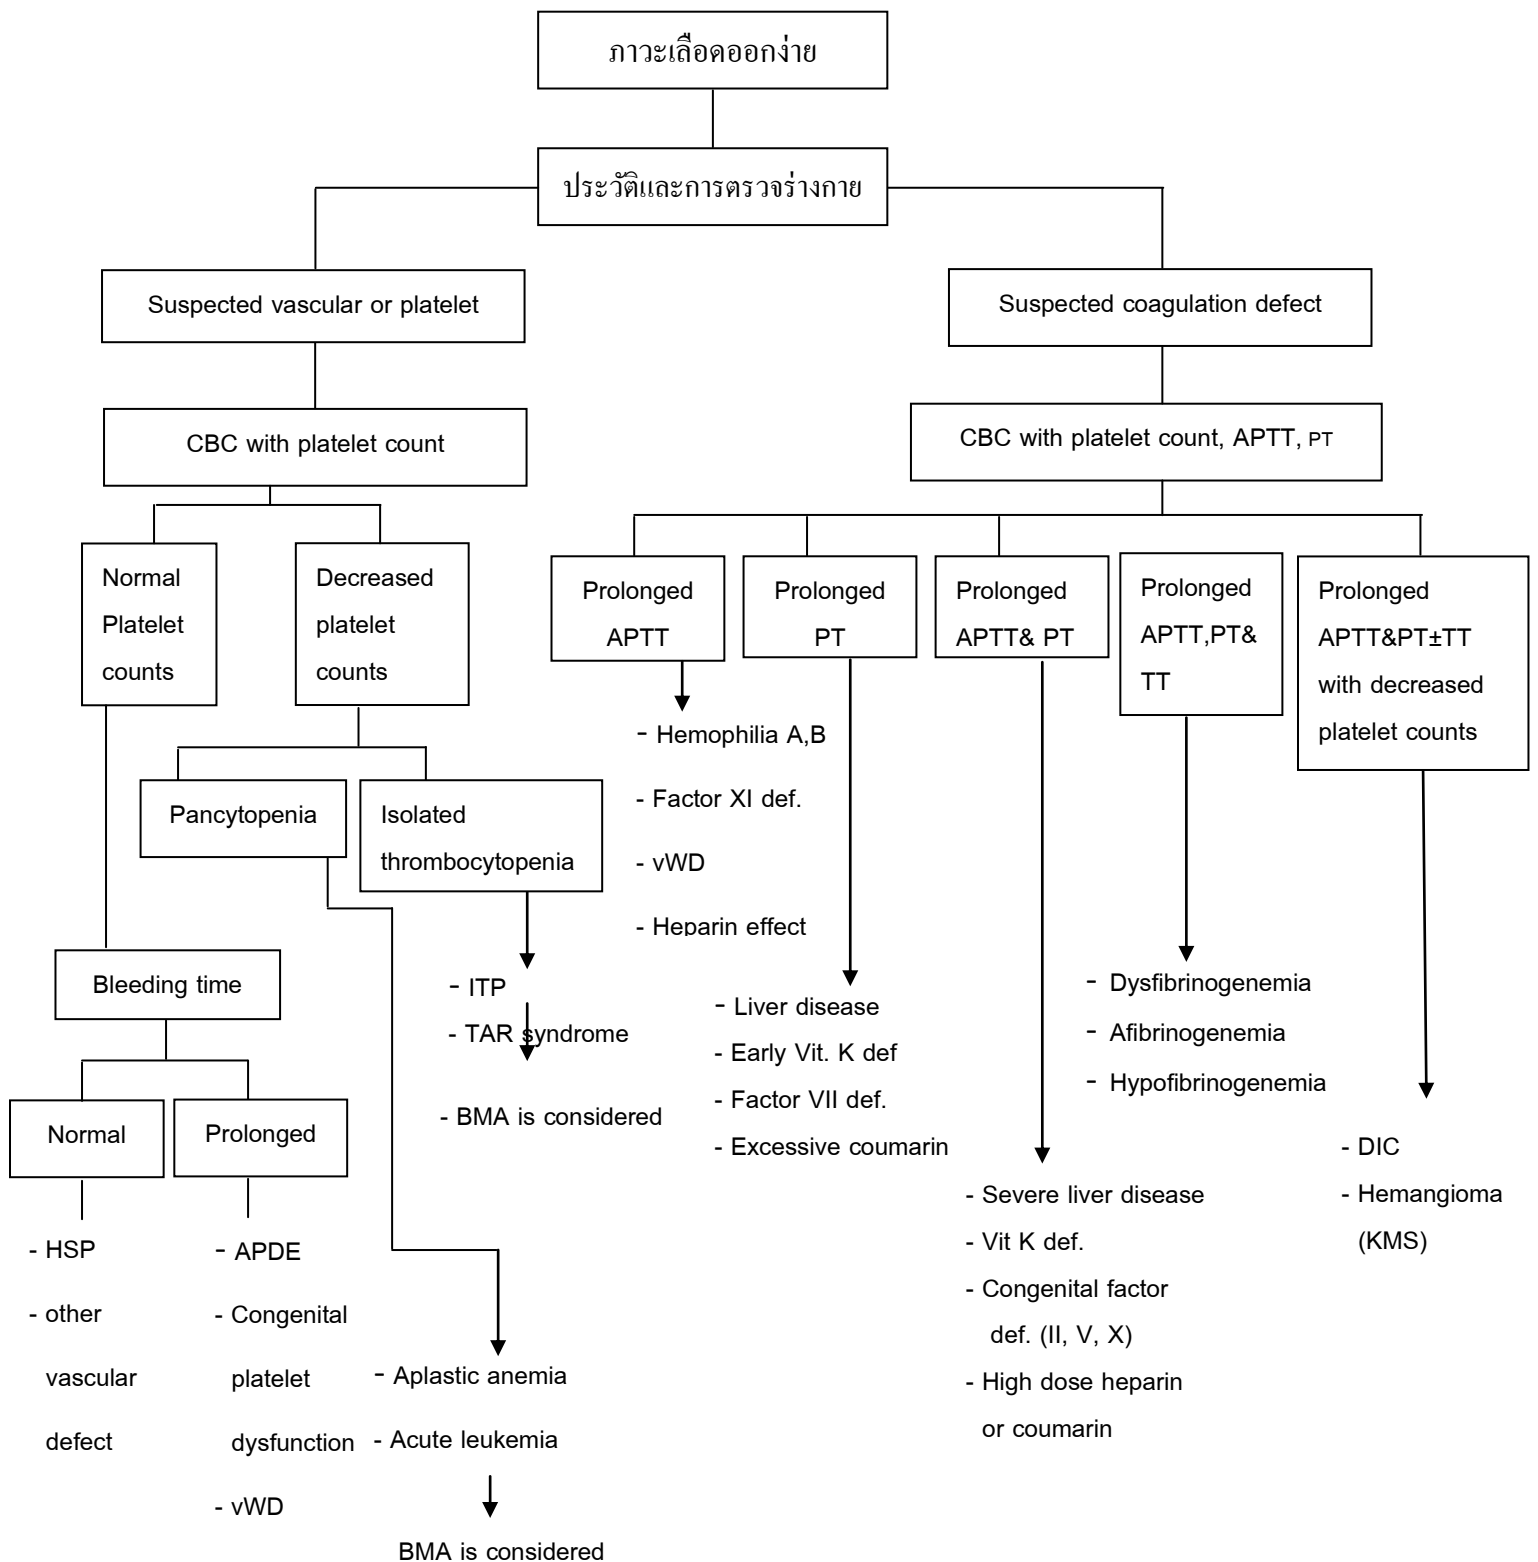 ภาวะเลือดออกง่าย
ประวัติและการตรวจร่างกาย
Suspected vascular or platelet
Suspected coagulation defect
CBC with platelet count
CBC with platelet count, APTT, PT
Normal
Platelet
counts
Decreased
platelet
counts
Prolonged
APTT
Prolonged
PT
Prolonged
APTT& PT
Prolonged
APTT,PT&
TT
Prolonged
APTT&PT±TT
with decreased
platelet counts
Pancytopenia
Isolated
thrombocytopenia
- Hemophilia A,B
- Factor XI def.
- vWD
- Heparin effect
Bleeding time
- ITP
- TAR syndrome
- BMA is considered
- Liver disease
- Early Vit. K def
- Factor VII def.
- Excessive coumarin
- Dysfibrinogenemia
- Afibrinogenemia
- Hypofibrinogenemia
Normal
Prolonged
- DIC
- Hemangioma
(KMS)
- Severe liver disease
- Vit K def.
- Congenital factor
def. (II, V, X)
- High dose heparin
or coumarin
- HSP
- other
vascular
defect
- APDE
- Congenital
platelet
dysfunction
- vWD
- Aplastic anemia
- Acute leukemia
BMA is considered